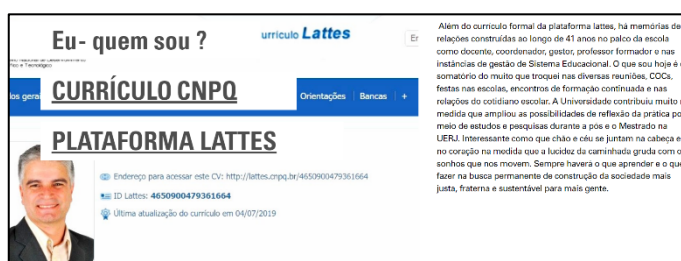 Eu- quem sou ?
urriculo Lattes
Er
fico e Tecnológico
los gerai
CURRÍCULO CNPQ
Orientações
Bancas
+
PLATAFORMA LATTES
Endereço para acessar este CV: http://lattes.cnpq.br/4650900479361664
ID Lattes: 4650900479361664
Última atualização do currículo em 04/07/2019
Além do currículo formal da plataforma lattes, há memórias de
relações construídas ao longo de 41 anos no palco da escola
como docente, coordenador, gestor, professor formador e nas
instâncias de gestão de Sistema Educacional. O que sou hoje é
somatório do muito que troquei nas diversas reuniões, COCs,
festas nas escolas, encontros de formação continuada e nas
relações do cotidiano escolar. A Universidade contribuiu muito
medida que ampliou as possibilidades de reflexão da prática po
meio de estudos e pesquisas durante a pós e o Mestrado na
UERJ. Interessante como que chão e céu se juntam na cabeça e
no coração na medida que a lucidez da caminhada gruda com o
sonhos que nos movem. Sempre haverá o que aprender e o que
fazer na busca permanente de construção da sociedade mais
justa, fraterna e sustentável para mais gente.